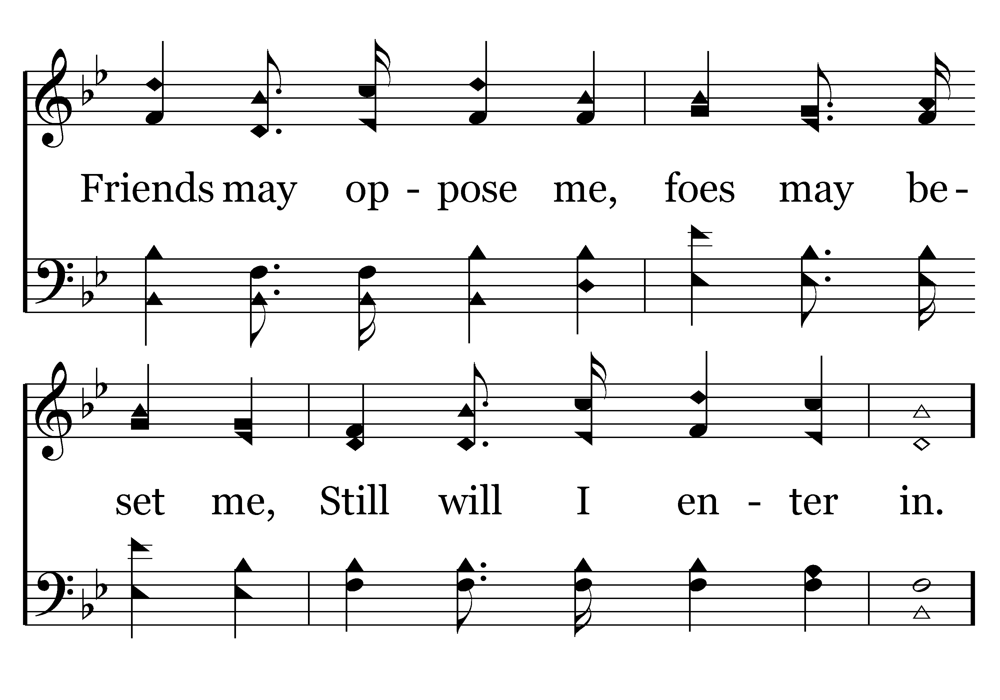 Friends may op - pose me, foes may be -
set me, Still will I en - ter in.